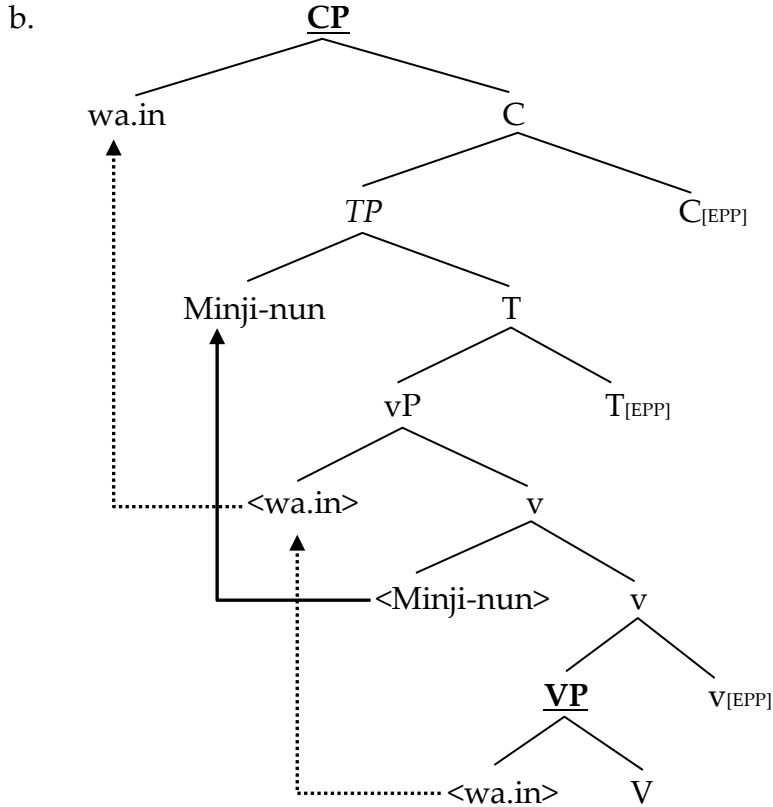 b. CP
wa.in C
TP C[EPP]
Minji-nun T
vP T[EPP]
<wa.in> v
<Minji-nun> v
VP v[EPP]
<wa.in> V